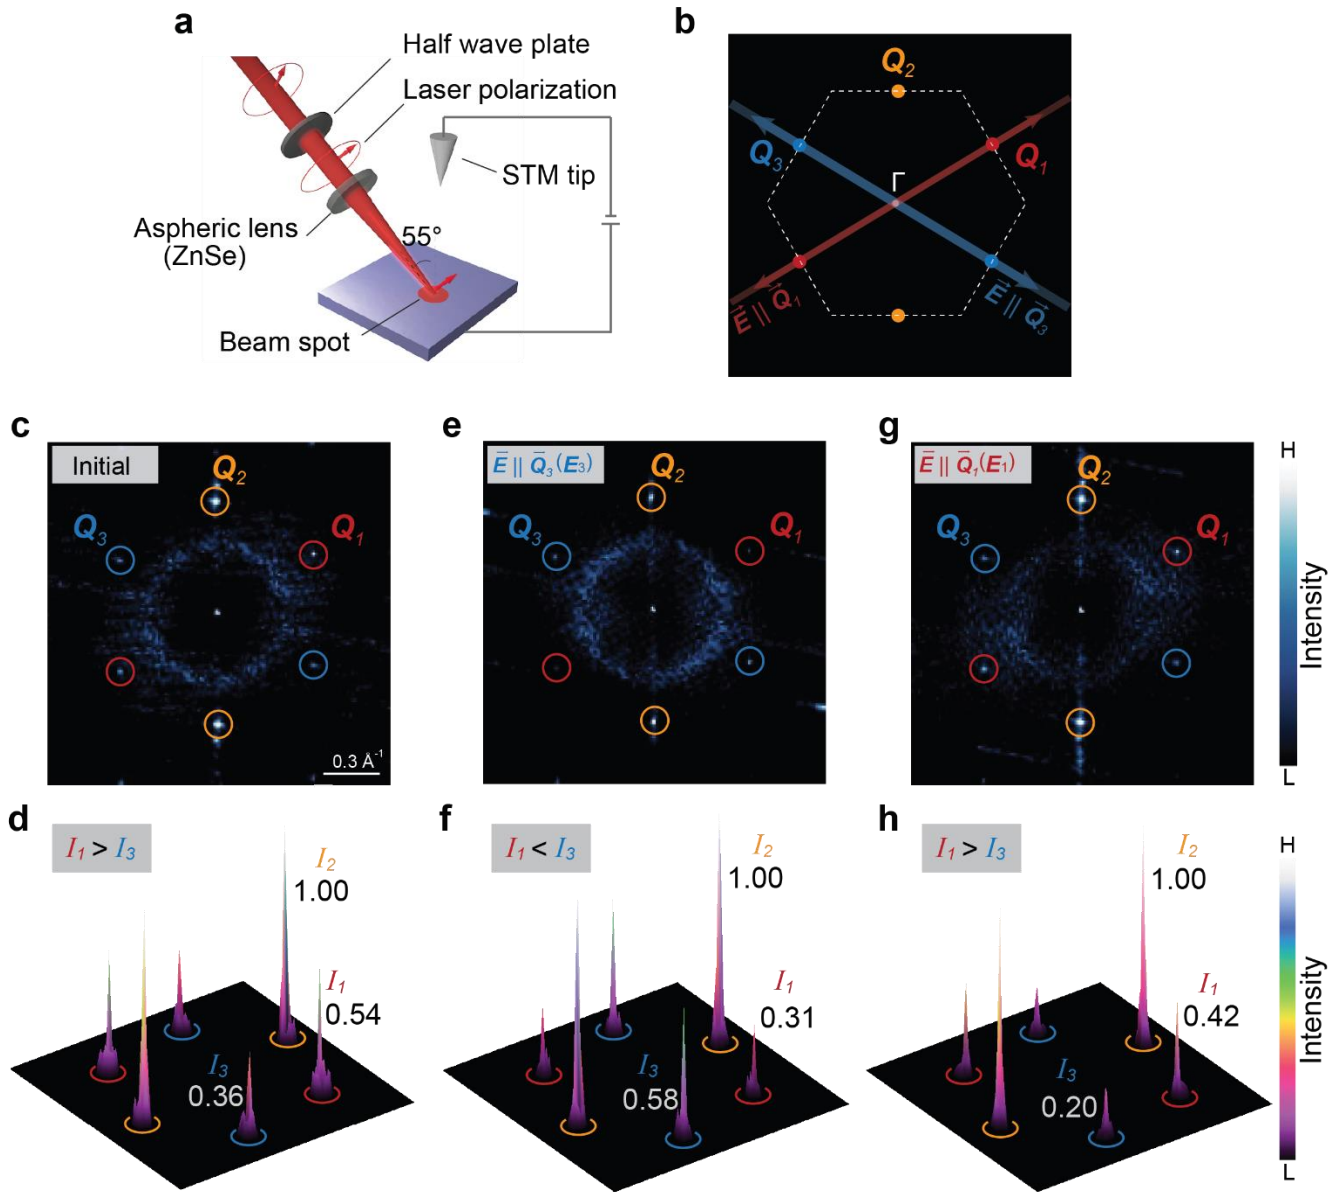 a
Half wave plate
Laser polarization
STM tip
Aspheric lens
(ZnSe)
55°
Beam spot
b
Q2
Q3
Q1
Γ
E || Q1
E || Q3
c
Initial
Q2
Q3
Q1
0.3 Å-1
e
E || Q3(E3)
Q2
Q1
g
E || Q1(E1)
Q2
Q3
Q1
H
Intensity
L
d
I1 > I3
I2
1.00
I1
0.54
I3
0.36
f
I1 < I3
I2
1.00
I1
0.31
I3
0.58
h
I1 > I3
I2
1.00
I1
0.42
I3
0.20
H
Intensity
L